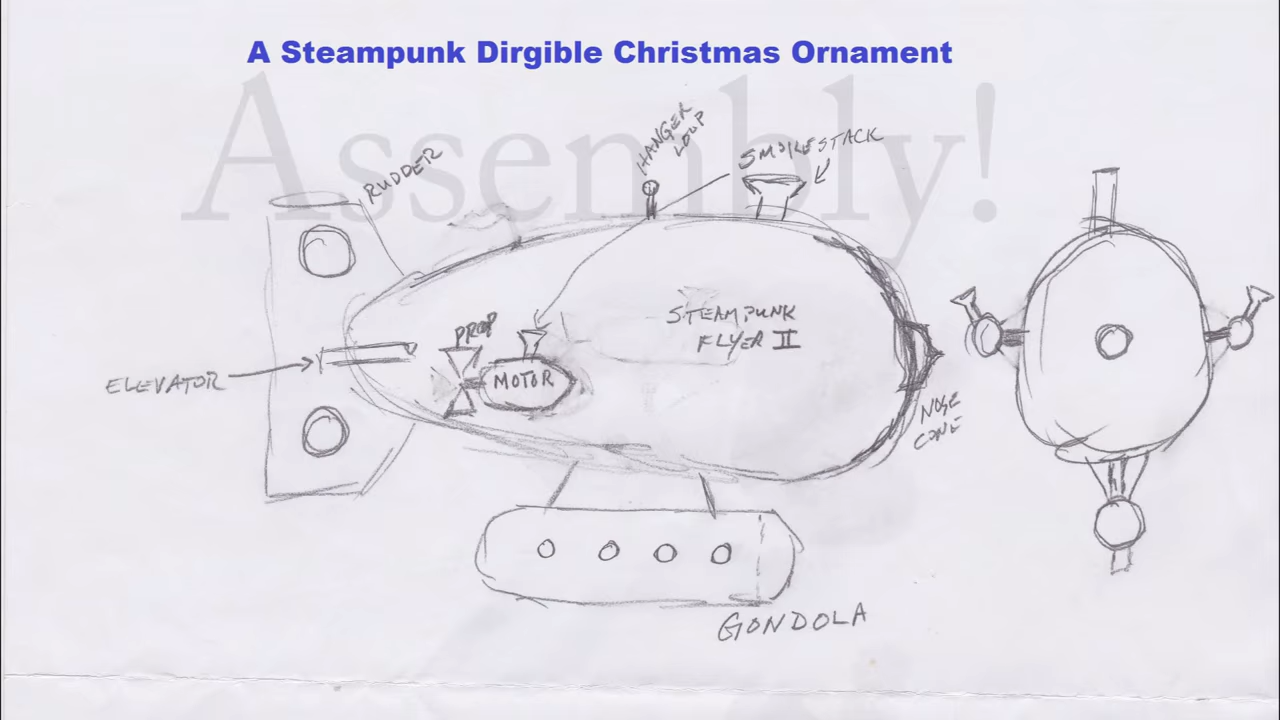 A Steampunk Dirgible Christmas Ornament
Assembly!
HANGER
LOOP
SMOKESTACK
RUDDER
STEAMPUNK
FLYER II
PROP
MOTOR
ELEVATOR
NOSE
CONE
GONDOLA